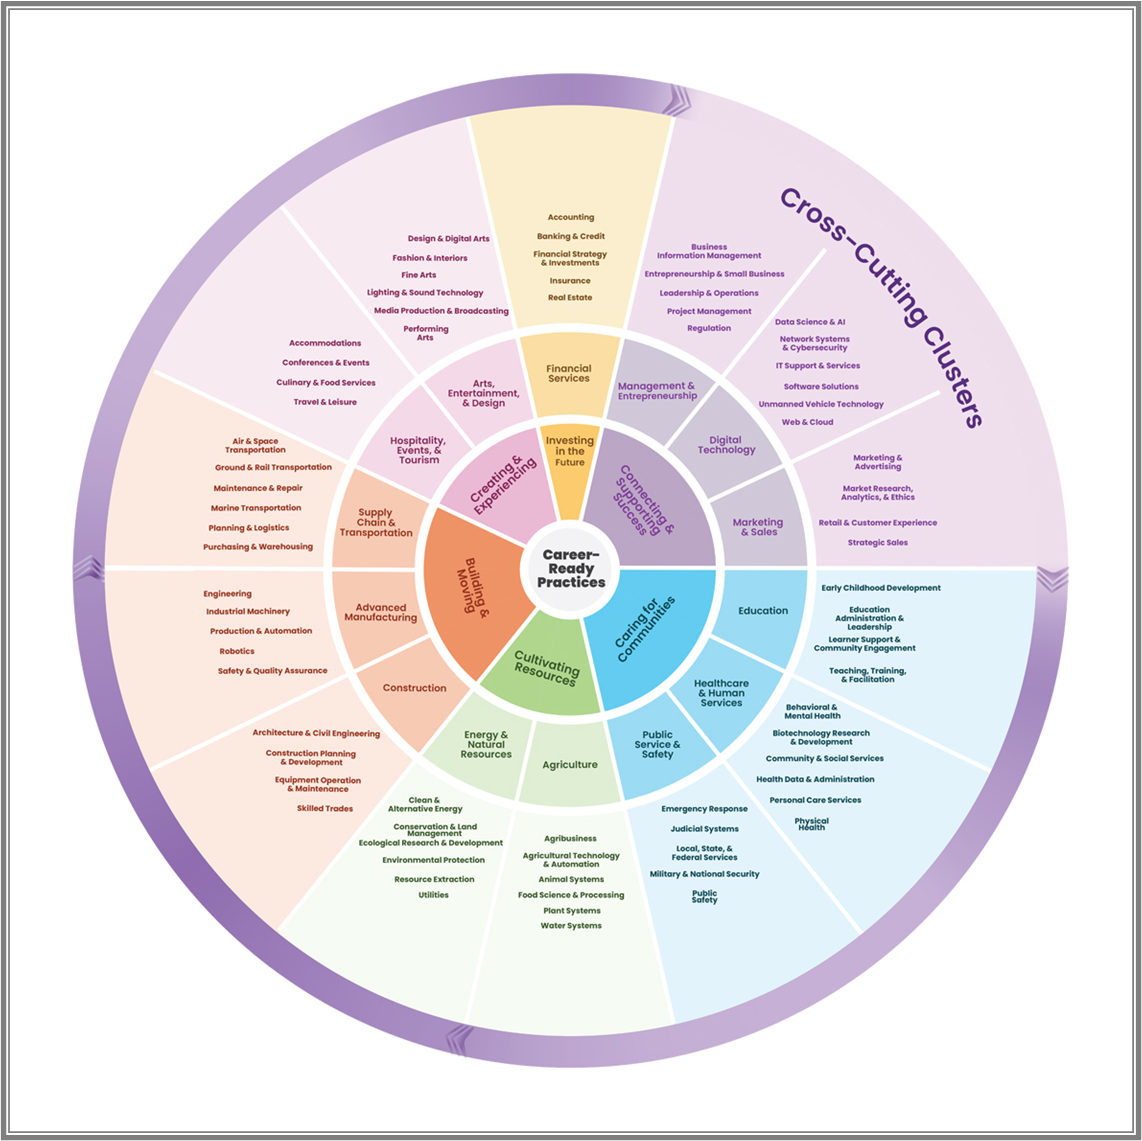 Career-
Ready
Practices
Investing
in the
Future
Financial
Services
Accounting
Banking & Credit
Financial Strategy
& Investments
Insurance
Real Estate
Cross-Cutting Clusters
Connecting &
Supporting
Success
Management &
Entrepreneurship
Business
Information Management
Entrepreneurship & Small Business
Leadership & Operations
Project Management
Regulation
Digital
Technology
Data Science & AI
Network Systems
& Cybersecurity
IT Support & Services
Software Solutions
Unmanned Vehicle Technology
Web & Cloud
Marketing
& Sales
Marketing &
Advertising
Market Research,
Analytics, & Ethics
Retail & Customer Experience
Strategic Sales
Caring for
Communities
Education
Early Childhood Development
Education
Administration &
Leadership
Learner Support &
Community Engagement
Teaching, Training,
& Facilitation
Healthcare
& Human
Services
Behavioral &
Mental Health
Biotechnology Research
& Development
Community & Social Services
Health Data & Administration
Personal Care Services
Physical
Health
Public
Service &
Safety
Emergency Response
Judicial Systems
Local, State, &
Federal Services
Military & National Security
Public
Safety
Cultivating
Resources
Agriculture
Agribusiness
Agricultural Technology
& Automation
Animal Systems
Food Science & Processing
Plant Systems
Water Systems
Energy &
Natural
Resources
Clean &
Alternative Energy
Conservation & Land
Management
Ecological Research & Development
Environmental Protection
Resource Extraction
Utilities
Building &
Moving
Construction
Architecture & Civil Engineering
Construction Planning
& Development
Equipment Operation
& Maintenance
Skilled Trades
Advanced
Manufacturing
Engineering
Industrial Machinery
Production & Automation
Robotics
Safety & Quality Assurance
Supply
Chain &
Transportation
Air & Space
Transportation
Ground & Rail Transportation
Maintenance & Repair
Marine Transportation
Planning & Logistics
Purchasing & Warehousing
Creating &
Experiencing
Hospitality,
Events, &
Tourism
Accommodations
Conferences & Events
Culinary & Food Services
Travel & Leisure
Arts,
Entertainment,
& Design
Design & Digital Arts
Fashion & Interiors
Fine Arts
Lighting & Sound Technology
Media Production & Broadcasting
Performing
Arts